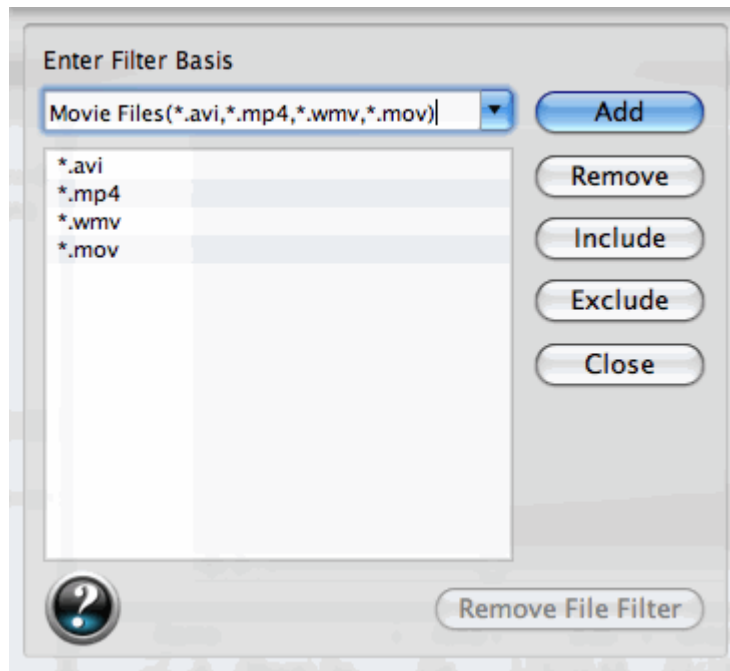 Enter Filter Basis
Movie Files(*.avi,*.mp4,*.wmv,*.mov)
Add
*.avi
*.mp4
*.wmv
*.mov
Remove
Include
Exclude
Close
?
Remove File Filter